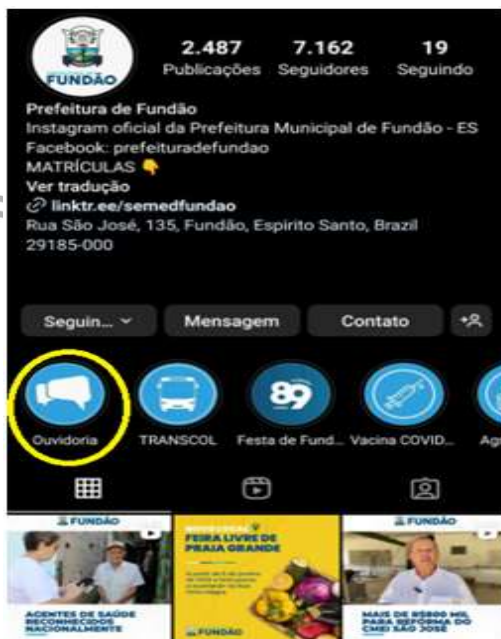 FUNDÃO
2.487 7.162 19
Publicações Seguidores Seguindo
Prefeitura de Fundão
Instagram oficial da Prefeitura Municipal de Fundão - ES
Facebook: prefeituradefundao
MATRÍCULAS 👇
Ver tradução
linktr.ee/semedfundao
Rua São José, 135, Fundão, Espirito Santo, Brazil
29185-000
Seguin... Mensagem Contato
89
Ouvidoria TRANSCOL Festa de Fund... Vacina COVID... Ag
FUNDÃO
AGENTES DE SAÚDE
RECONHECIDOS
NACIONALMENTE
NOVO LOCAL
FEIRA LIVRE DE
PRAIA GRANDE
FUNDÃO
FUNDÃO
MAIS DE R$800 MIL
PARA REFORMA DO
CMEI SÃO JOSÉ